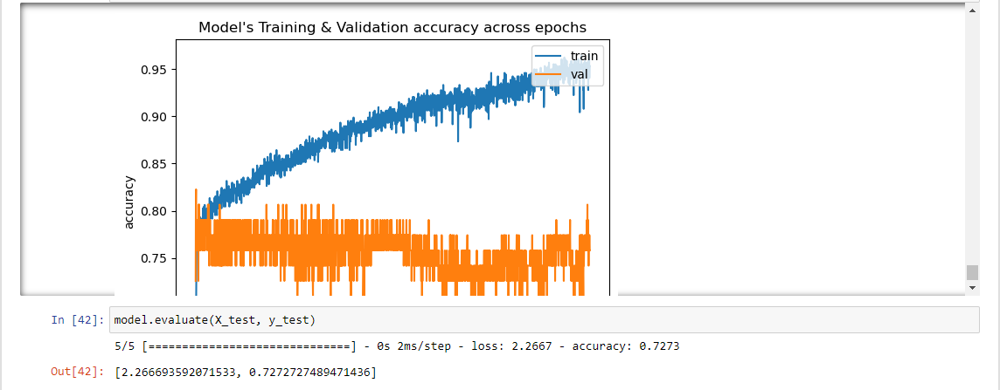 Model's Training & Validation accuracy across epochs
train
val
0.95
0.90
0.85
0.80
0.75
accuracy
In [42]: model.evaluate(X_test, y_test)
5/5 [==============================] - 0s 2ms/step - loss: 2.2667 - accuracy: 0.7273
Out[42]: [2.266693592071533, 0.7272727489471436]